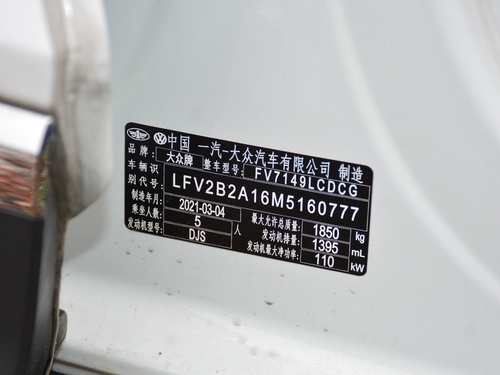 中国 一汽-大众汽车有限公司 制造
品牌: 大众牌 整车型号: FV7149LCDCG
车辆识别代号: LFV2B2A16M5160777
制造年月 2021-03-04 最大允许总质量: 1850 kg
乘坐人数: 5 人 发动机排量: 1395 mL
发动机型号: DJS 发动机最大净功率: 110 kW